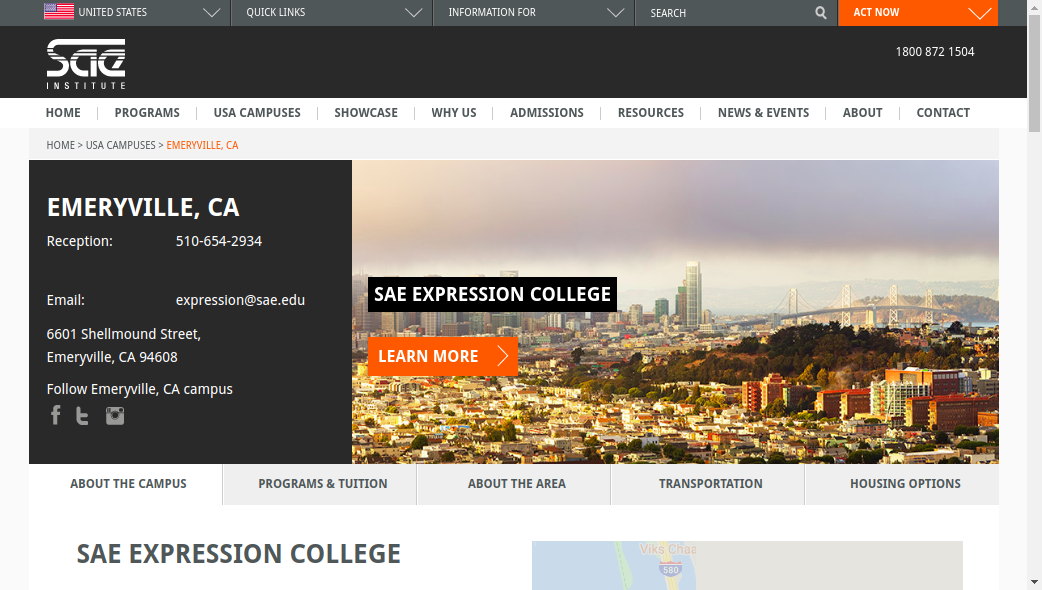 UNITED STATES
QUICK LINKS
INFORMATION FOR
SEARCH
ACT NOW
sae
INSTITUTE
1800 872 1504
HOME
PROGRAMS
USA CAMPUSES
SHOWCASE
WHY US
ADMISSIONS
RESOURCES
NEWS & EVENTS
ABOUT
CONTACT
HOME > USA CAMPUSES > EMERYVILLE, CA
EMERYVILLE, CA
Reception: 510-654-2934
Email: expression@sae.edu
6601 Shellmound Street,
Emeryville, CA 94608
Follow Emeryville, CA campus
SAE EXPRESSION COLLEGE
LEARN MORE
ABOUT THE CAMPUS
PROGRAMS & TUITION
ABOUT THE AREA
TRANSPORTATION
HOUSING OPTIONS
SAE EXPRESSION COLLEGE
Viks Chaa
580